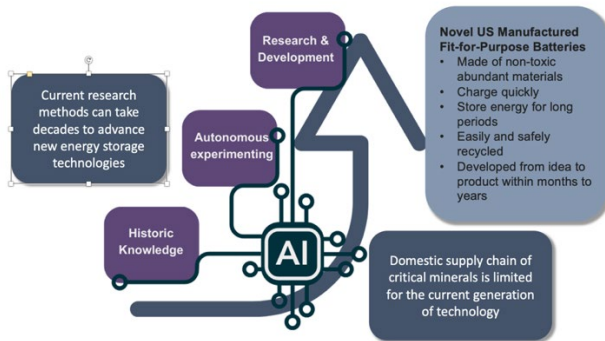 Research &
Development
Novel US Manufactured
Fit-for-Purpose Batteries
• Made of non-toxic
abundant materials
• Charge quickly
• Store energy for long
periods
• Easily and safely
recycled
• Developed from idea to
product within months to
years
Current research
methods can take
decades to advance
new energy storage
technologies
Autonomous
experimenting
Historic
Knowledge
AI
Domestic supply chain of
critical minerals is limited
for the current generation
of technology